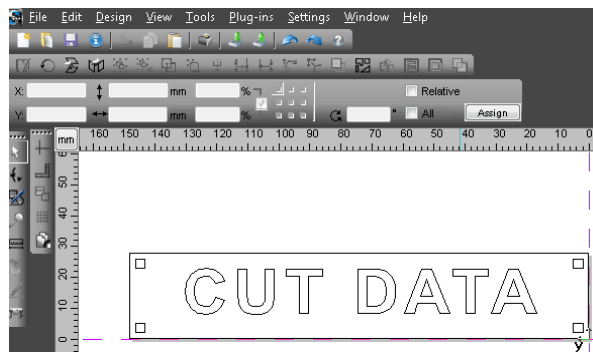 File Edit Design View Tools Plug-ins Settings Window Help
X: mm % Relative
Y: mm % ° All Assign
mm 160 150 140 130 120 110 100 90 80 70 60 50 40 30 20 10 0
50
40
30
20
10
0
CUT DATA
y